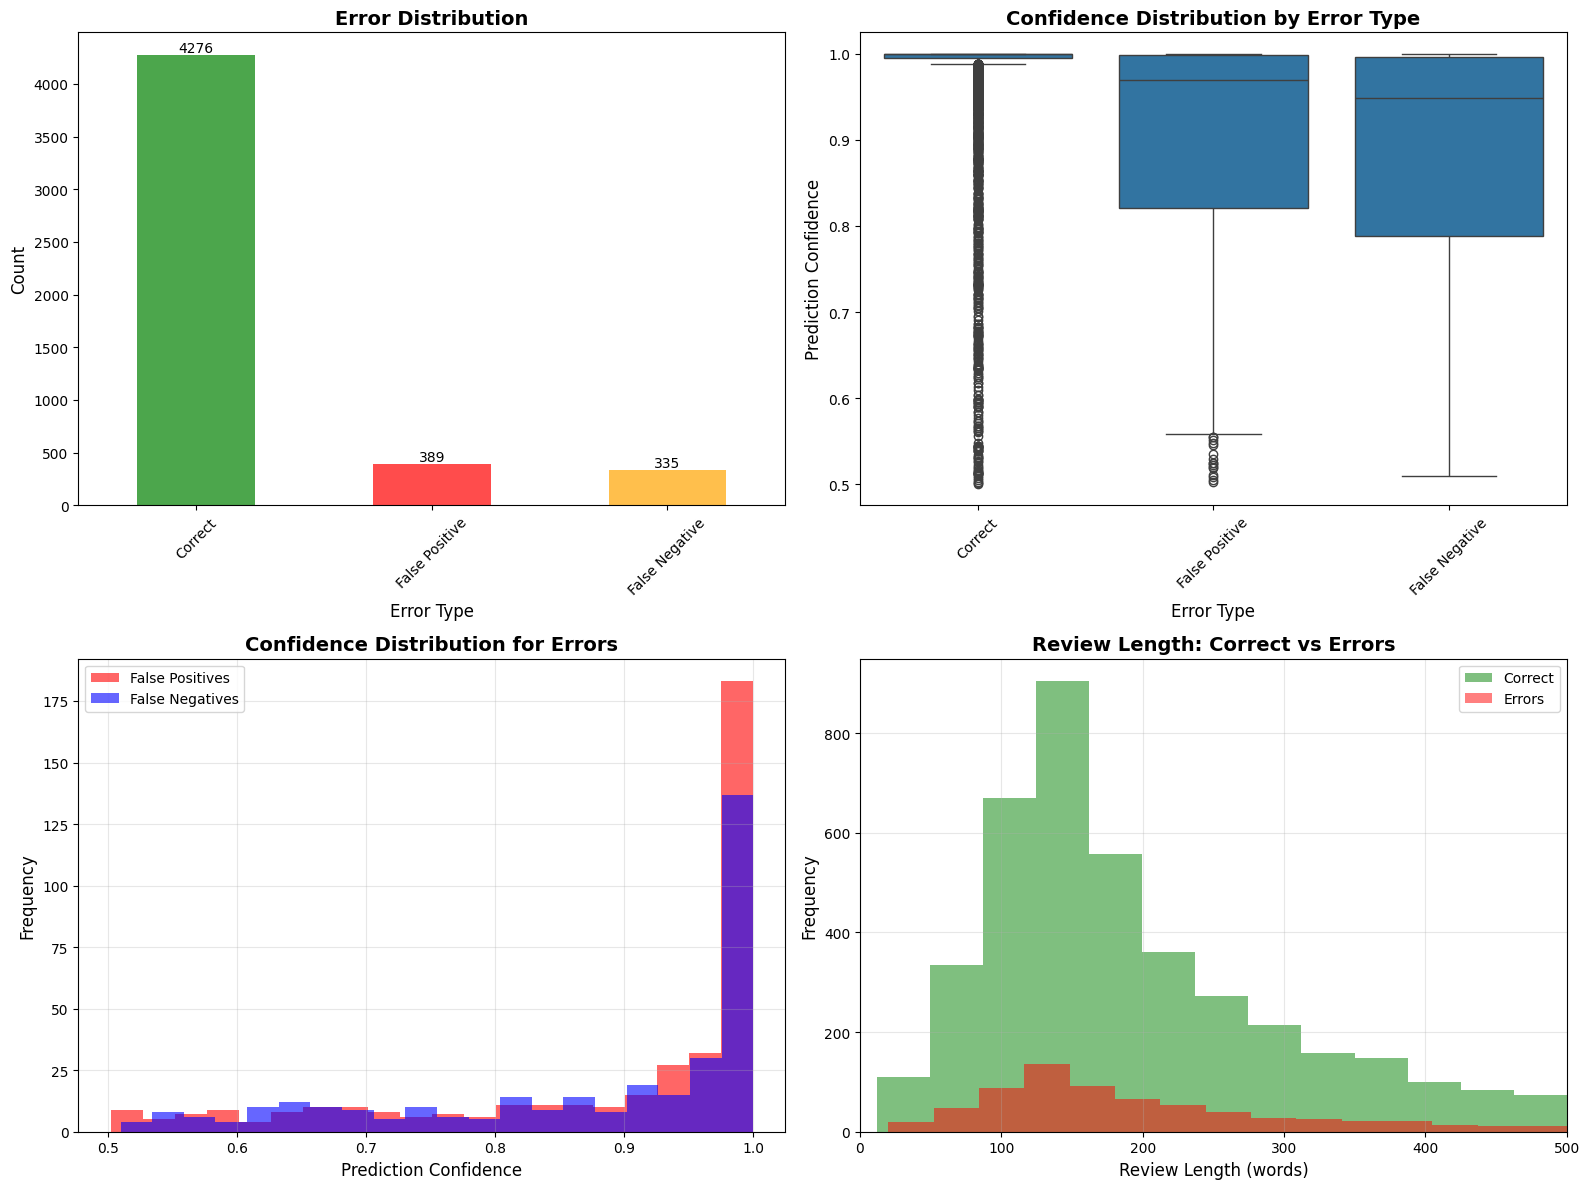 Error Distribution
4276
389
335
4000
3500
3000
2500
2000
1500
1000
500
0
Count
Correct
False Positive
False Negative
Error Type
Confidence Distribution by Error Type
1.0
0.9
0.8
0.7
0.6
0.5
Prediction Confidence
Correct
False Positive
False Negative
Error Type
Confidence Distribution for Errors
False Positives
False Negatives
175
150
125
100
75
50
25
0
Frequency
0.5
0.6
0.7
0.8
0.9
1.0
Prediction Confidence
Review Length: Correct vs Errors
Correct
Errors
800
600
400
200
0
Frequency
0
100
200
300
400
500
Review Length (words)